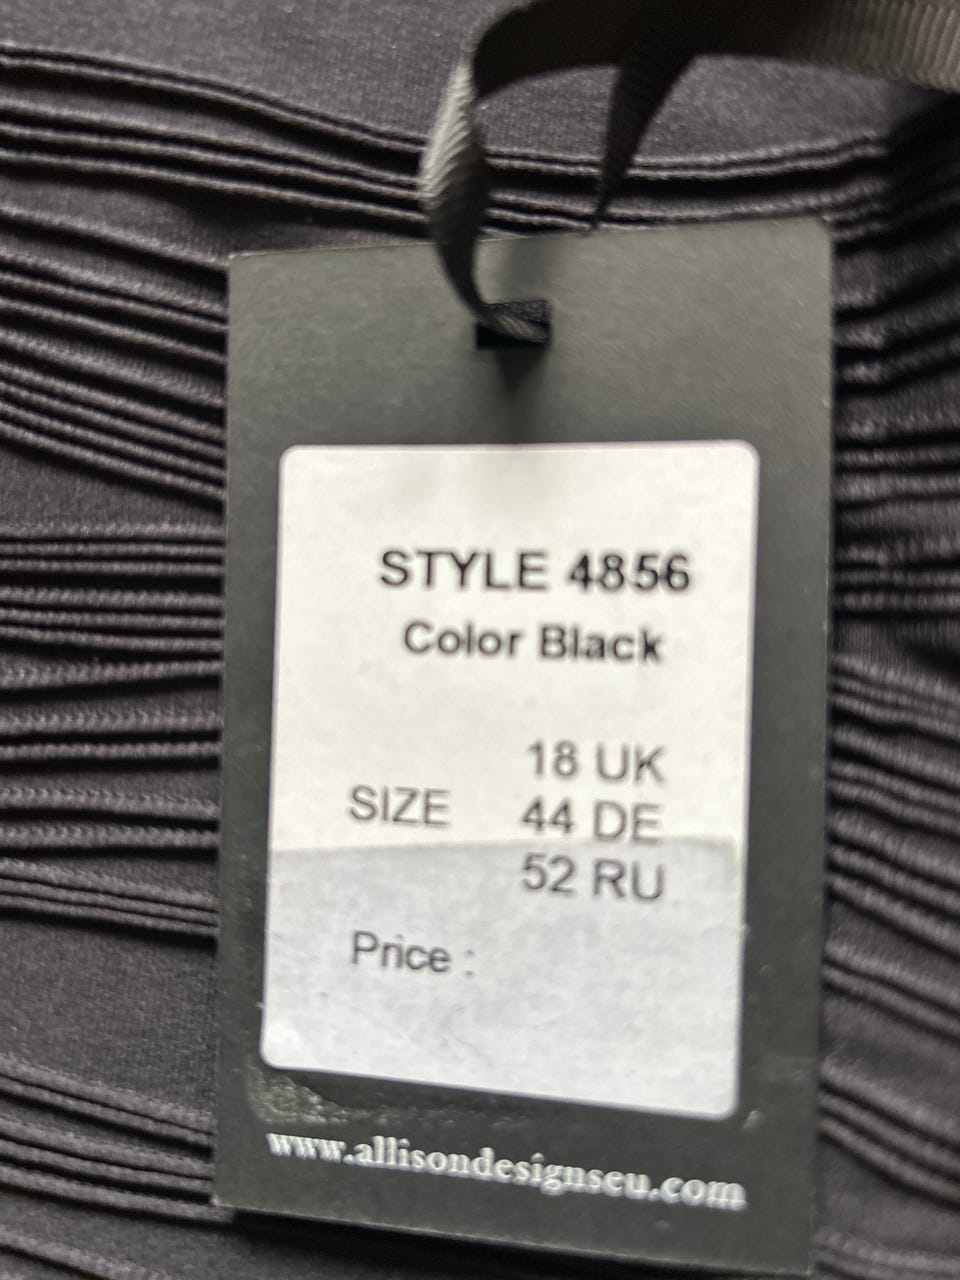 STYLE 4856
Color Black
18 UK
SIZE 44 DE
52 RU
Price :
www.allisondesignseu.com